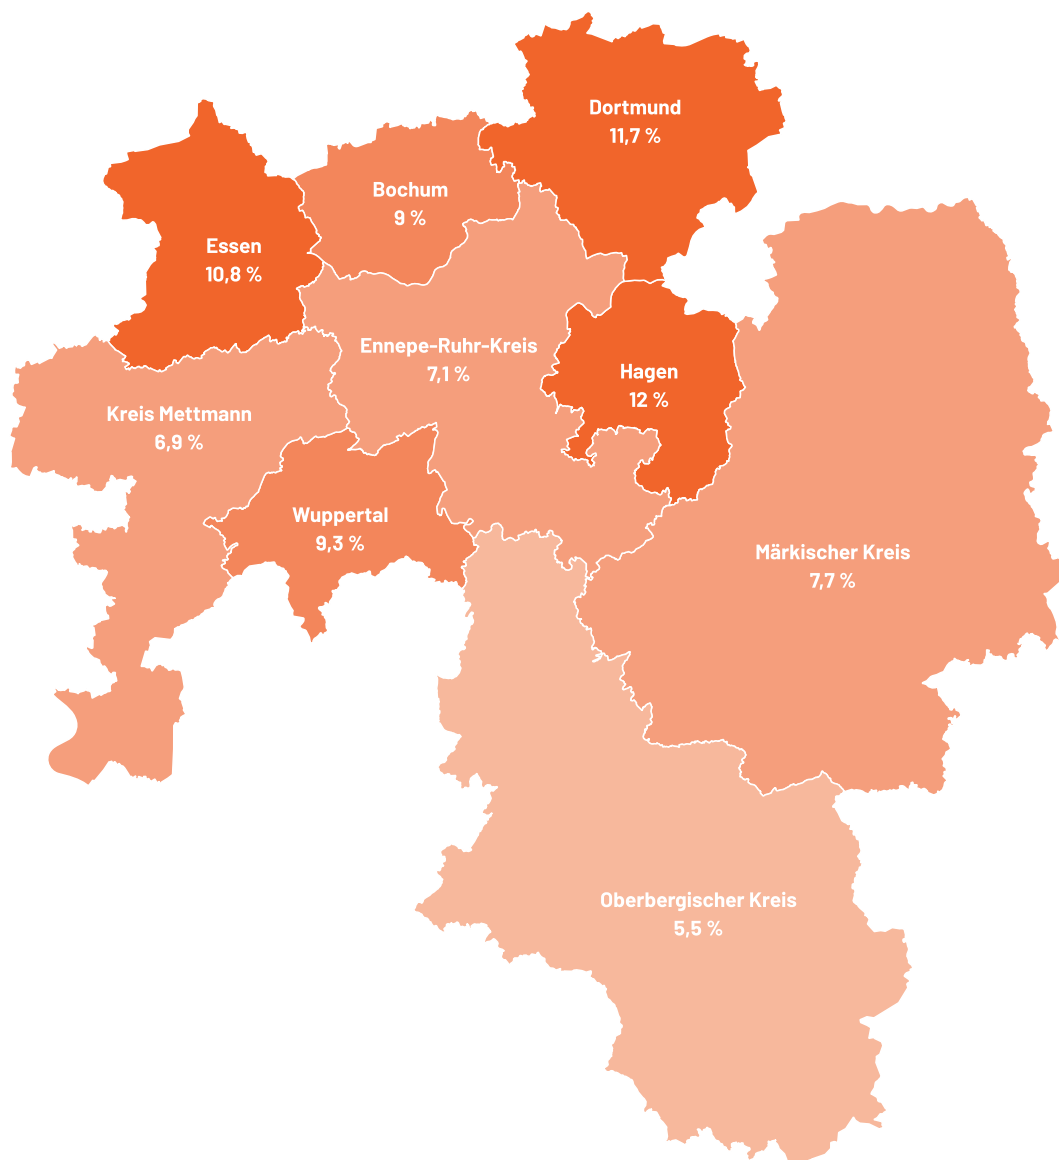 Dortmund
11,7 %
Bochum
9 %
Essen
10,8 %
Ennepe-Ruhr-Kreis
7,1 %
Hagen
12 %
Kreis Mettmann
6,9 %
Wuppertal
9,3 %
Märkischer Kreis
7,7 %
Oberbergischer Kreis
5,5 %